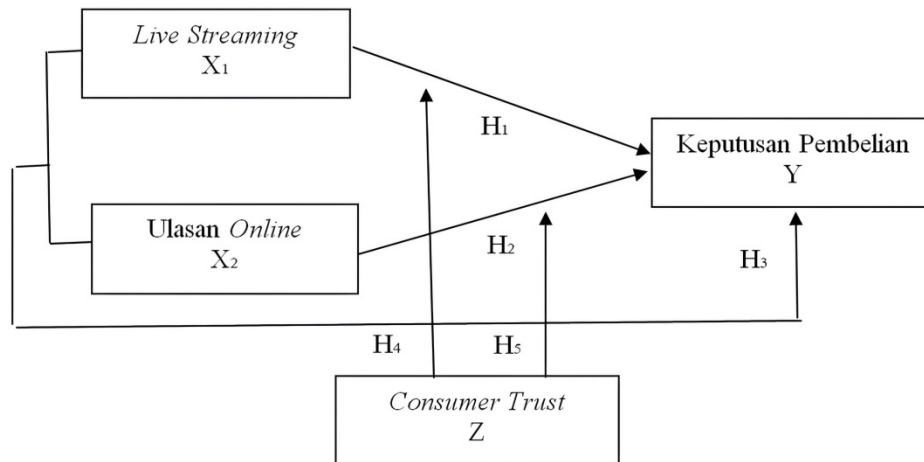 Live Streaming
X₁
H₁
Keputusan Pembelian
Y
Ulasan Online
X₂
H₂
H₃
H₄
H₅
Consumer Trust
Z